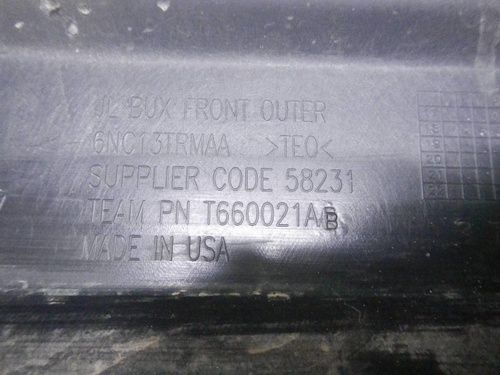 JL BUX FRONT OUTER
6NC13TRMAA >TEO<
SUPPLIER CODE 58231
TEAM PN T660021AB
MADE IN USA